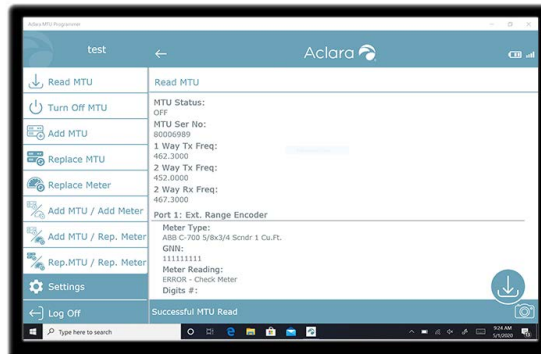 Aclara MTU Programmer
test
Aclara
Read MTU
Turn Off MTU
Add MTU
Replace MTU
Replace Meter
Add MTU / Add Meter
Add MTU / Rep. Meter
Rep.MTU / Rep. Meter
Settings
Log Off
Read MTU
MTU Status:
OFF
MTU Ser No:
80006989
1 Way Tx Freq:
462.3000
2 Way Tx Freq:
452.0000
2 Way Rx Freq:
467.3000
Port 1: Ext. Range Encoder
Meter Type:
ABB C-700 5/8x3/4 Scndr 1 Cu.Ft.
GNN:
111111111
Meter Reading:
ERROR - Check Meter
Digits #:
Successful MTU Read
Type here to search
9:24 AM
5/1/2020